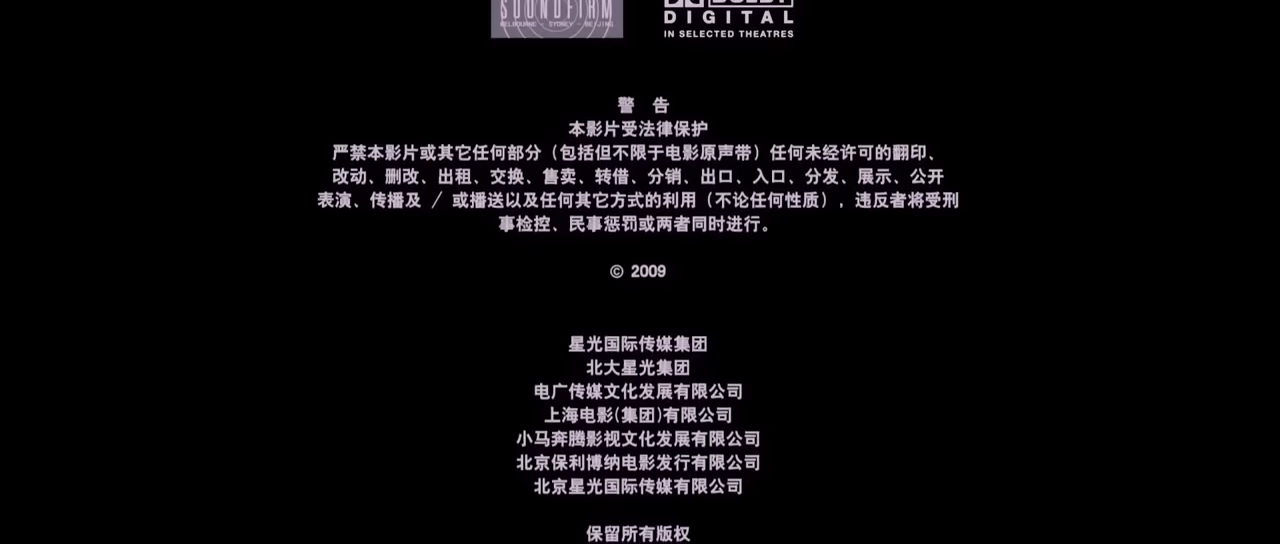 SOUNDFIRM
MELBOURNE - SYDNEY - BEIJING
DOLBY
DIGITAL
IN SELECTED THEATRES
警 告
本影片受法律保护
严禁本影片或其它任何部分（包括但不限于电影原声带）任何未经许可的翻印、
改动、删改、出租、交换、售卖、转借、分销、出口、入口、分发、展示、公开
表演、传播及 / 或播送以及任何其它方式的利用（不论任何性质），违反者将受刑
事检控、民事惩罚或两者同时进行。
© 2009
星光国际传媒集团
北大星光集团
电广传媒文化发展有限公司
上海电影(集团)有限公司
小马奔腾影视文化发展有限公司
北京保利博纳电影发行有限公司
北京星光国际传媒有限公司
保留所有版权